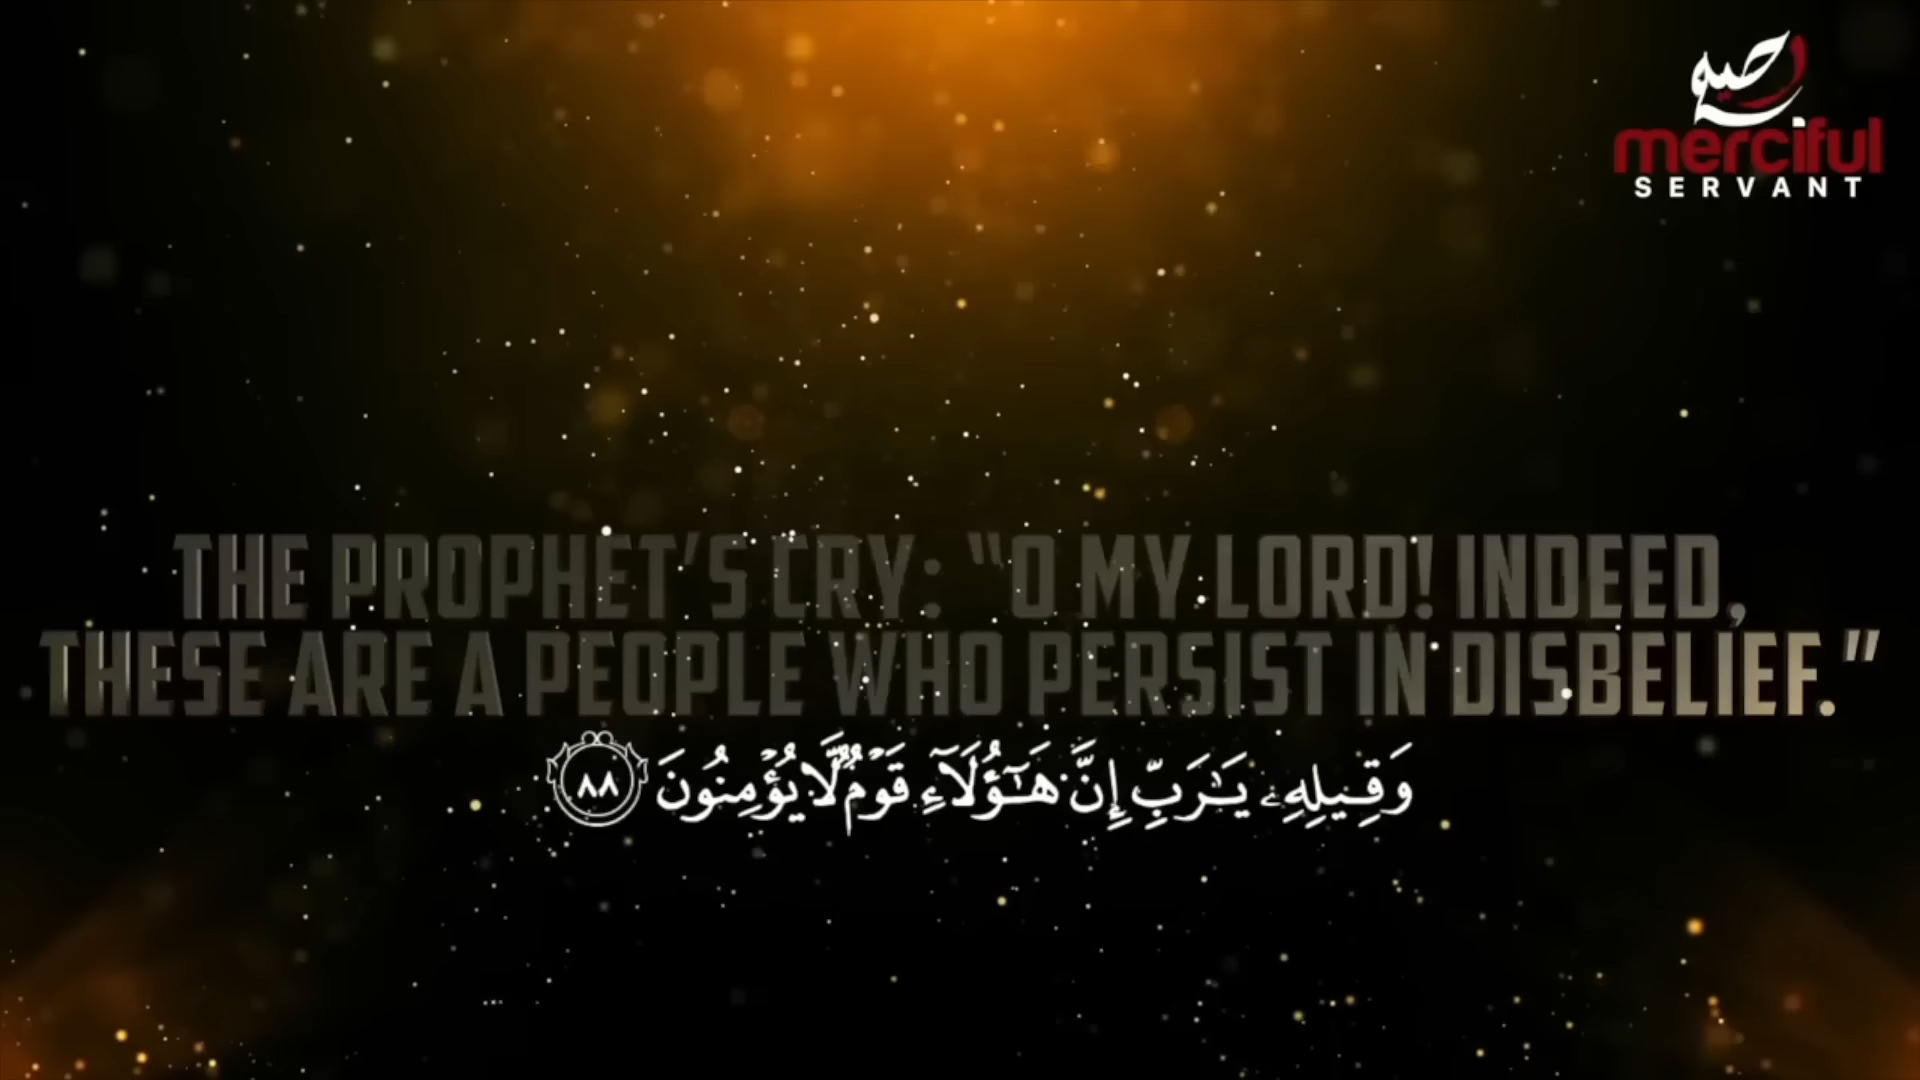 رحيم
merciful
SERVANT
THE PROPHET'S CRY: “O MY LORD! INDEED,
THESE ARE A PEOPLE WHO PERSIST IN DISBELIEF.”
وَقِيلِهِۦ يَـٰرَبِّ إِنَّ هَـٰٓؤُلَآءِ قَوْمٌ لَّا يُؤْمِنُونَ ٨٨